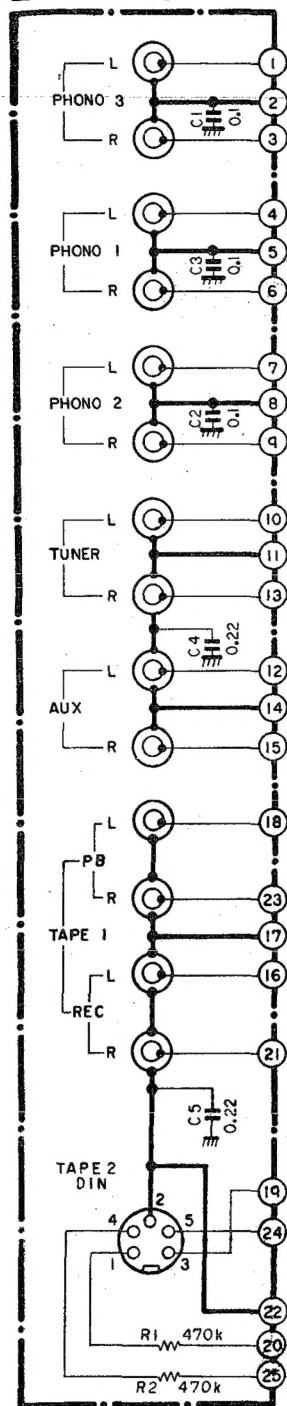 L 1
PHONO 3 2
C1 0.1
R 3
L 4
PHONO 1 5
C3 0.1
R 6
L 7
PHONO 2 8
C2 0.1
R 9
L 10
TUNER 11
R 13
C4 0.22
L 12
AUX 14
R 15
L 18
PB
R 23
TAPE 1 17
L 16
REC
R 21
C5 0.22
TAPE 2
DIN
19
2
4 5 24
1 3
22
R1 470k 20
R2 470k 25